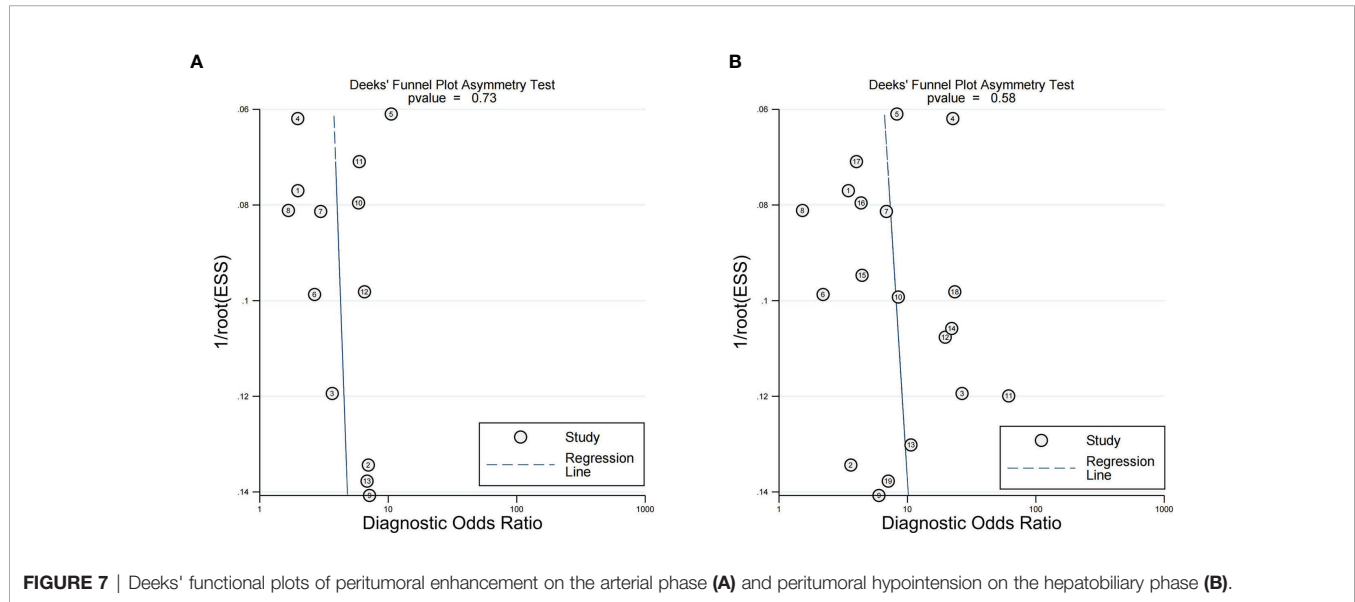 A
Deeks' Funnel Plot Asymmetry Test
pvalue = 0.73
.06
.08
.1
.12
.14
1/root(ESS)
5
4
11
1
10
8
7
6
12
3
2
13
9
Study
Regression
Line
1
10
100
1000
Diagnostic Odds Ratio
B
Deeks' Funnel Plot Asymmetry Test
pvalue = 0.58
.06
.08
.1
.12
.14
1/root(ESS)
5
4
17
1
16
8
7
15
6
10
18
14
12
3
11
13
2
19
9
Study
Regression
Line
1
10
100
1000
Diagnostic Odds Ratio
FIGURE 7 | Deeks' functional plots of peritumoral enhancement on the arterial phase (A) and peritumoral hypointension on the hepatobiliary phase (B).